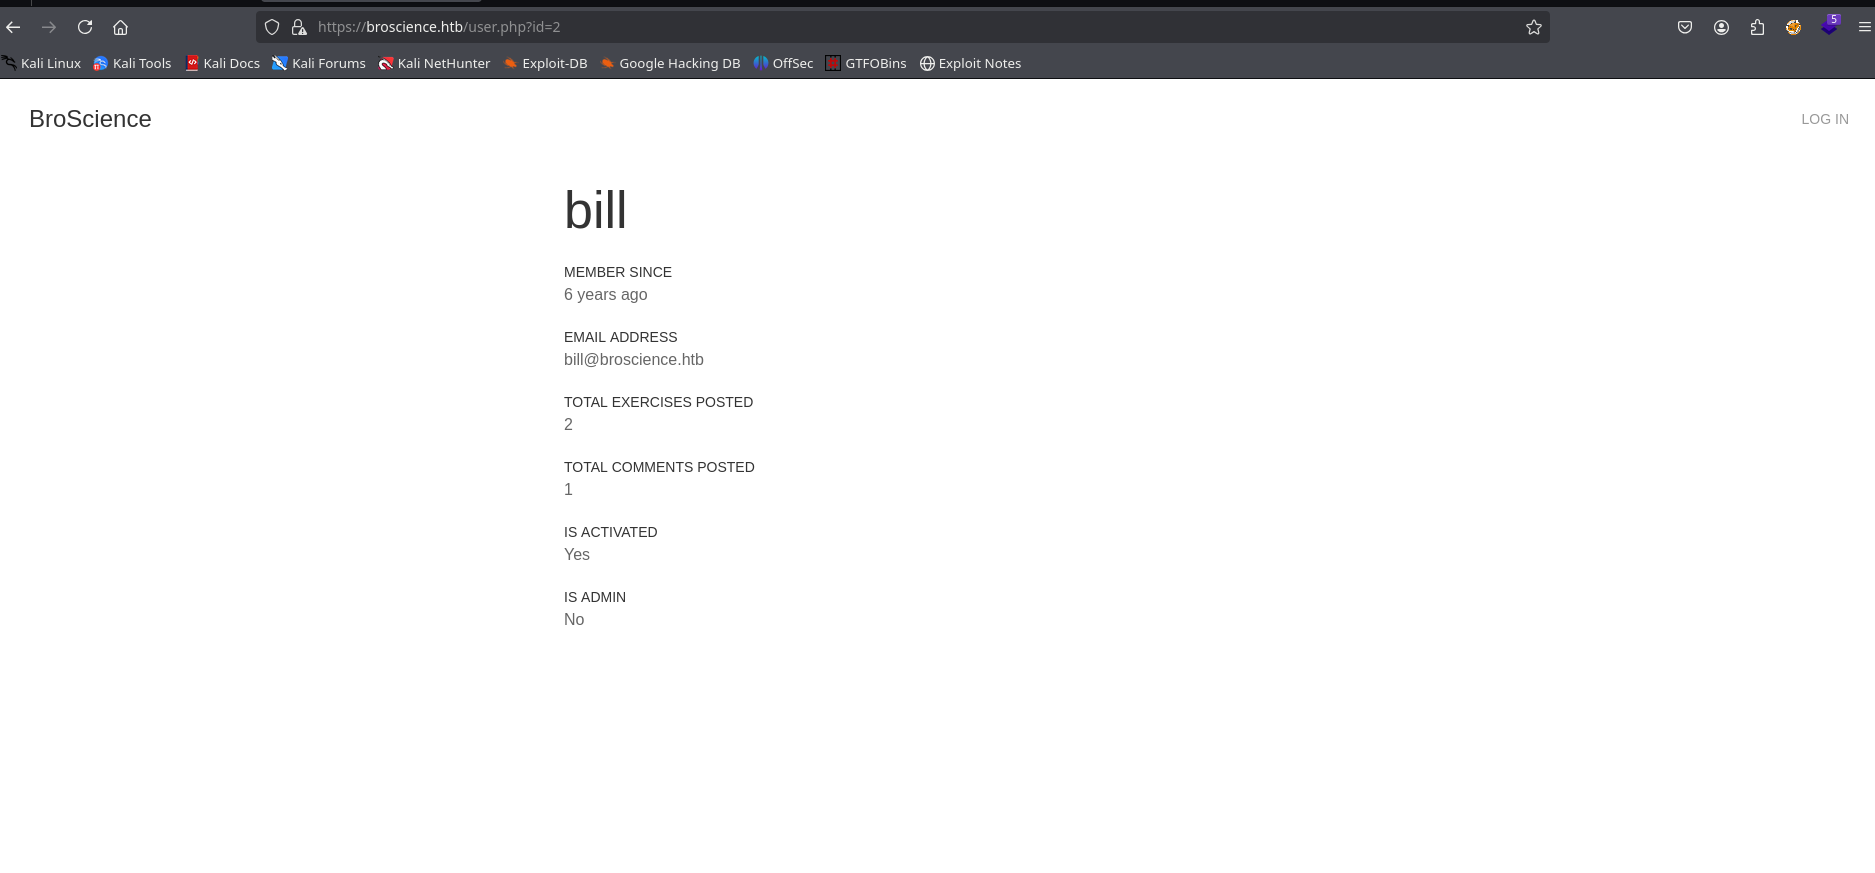 https://broscience.htb/user.php?id=2
5
Kali Linux Kali Tools Kali Docs Kali Forums Kali NetHunter Exploit-DB Google Hacking DB OffSec GTFOBins Exploit Notes
BroScience LOG IN
bill
MEMBER SINCE
6 years ago
EMAIL ADDRESS
bill@broscience.htb
TOTAL EXERCISES POSTED
2
TOTAL COMMENTS POSTED
1
IS ACTIVATED
Yes
IS ADMIN
No